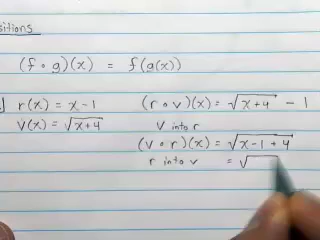 sitions
(f ∘ g)(x) = f(g(x))
r(x) = x - 1 (r ∘ v)(x) = √(x+4) - 1
v(x) = √(x+4) v into r
(v ∘ r)(x) = √(x-1+4)
r into v = √